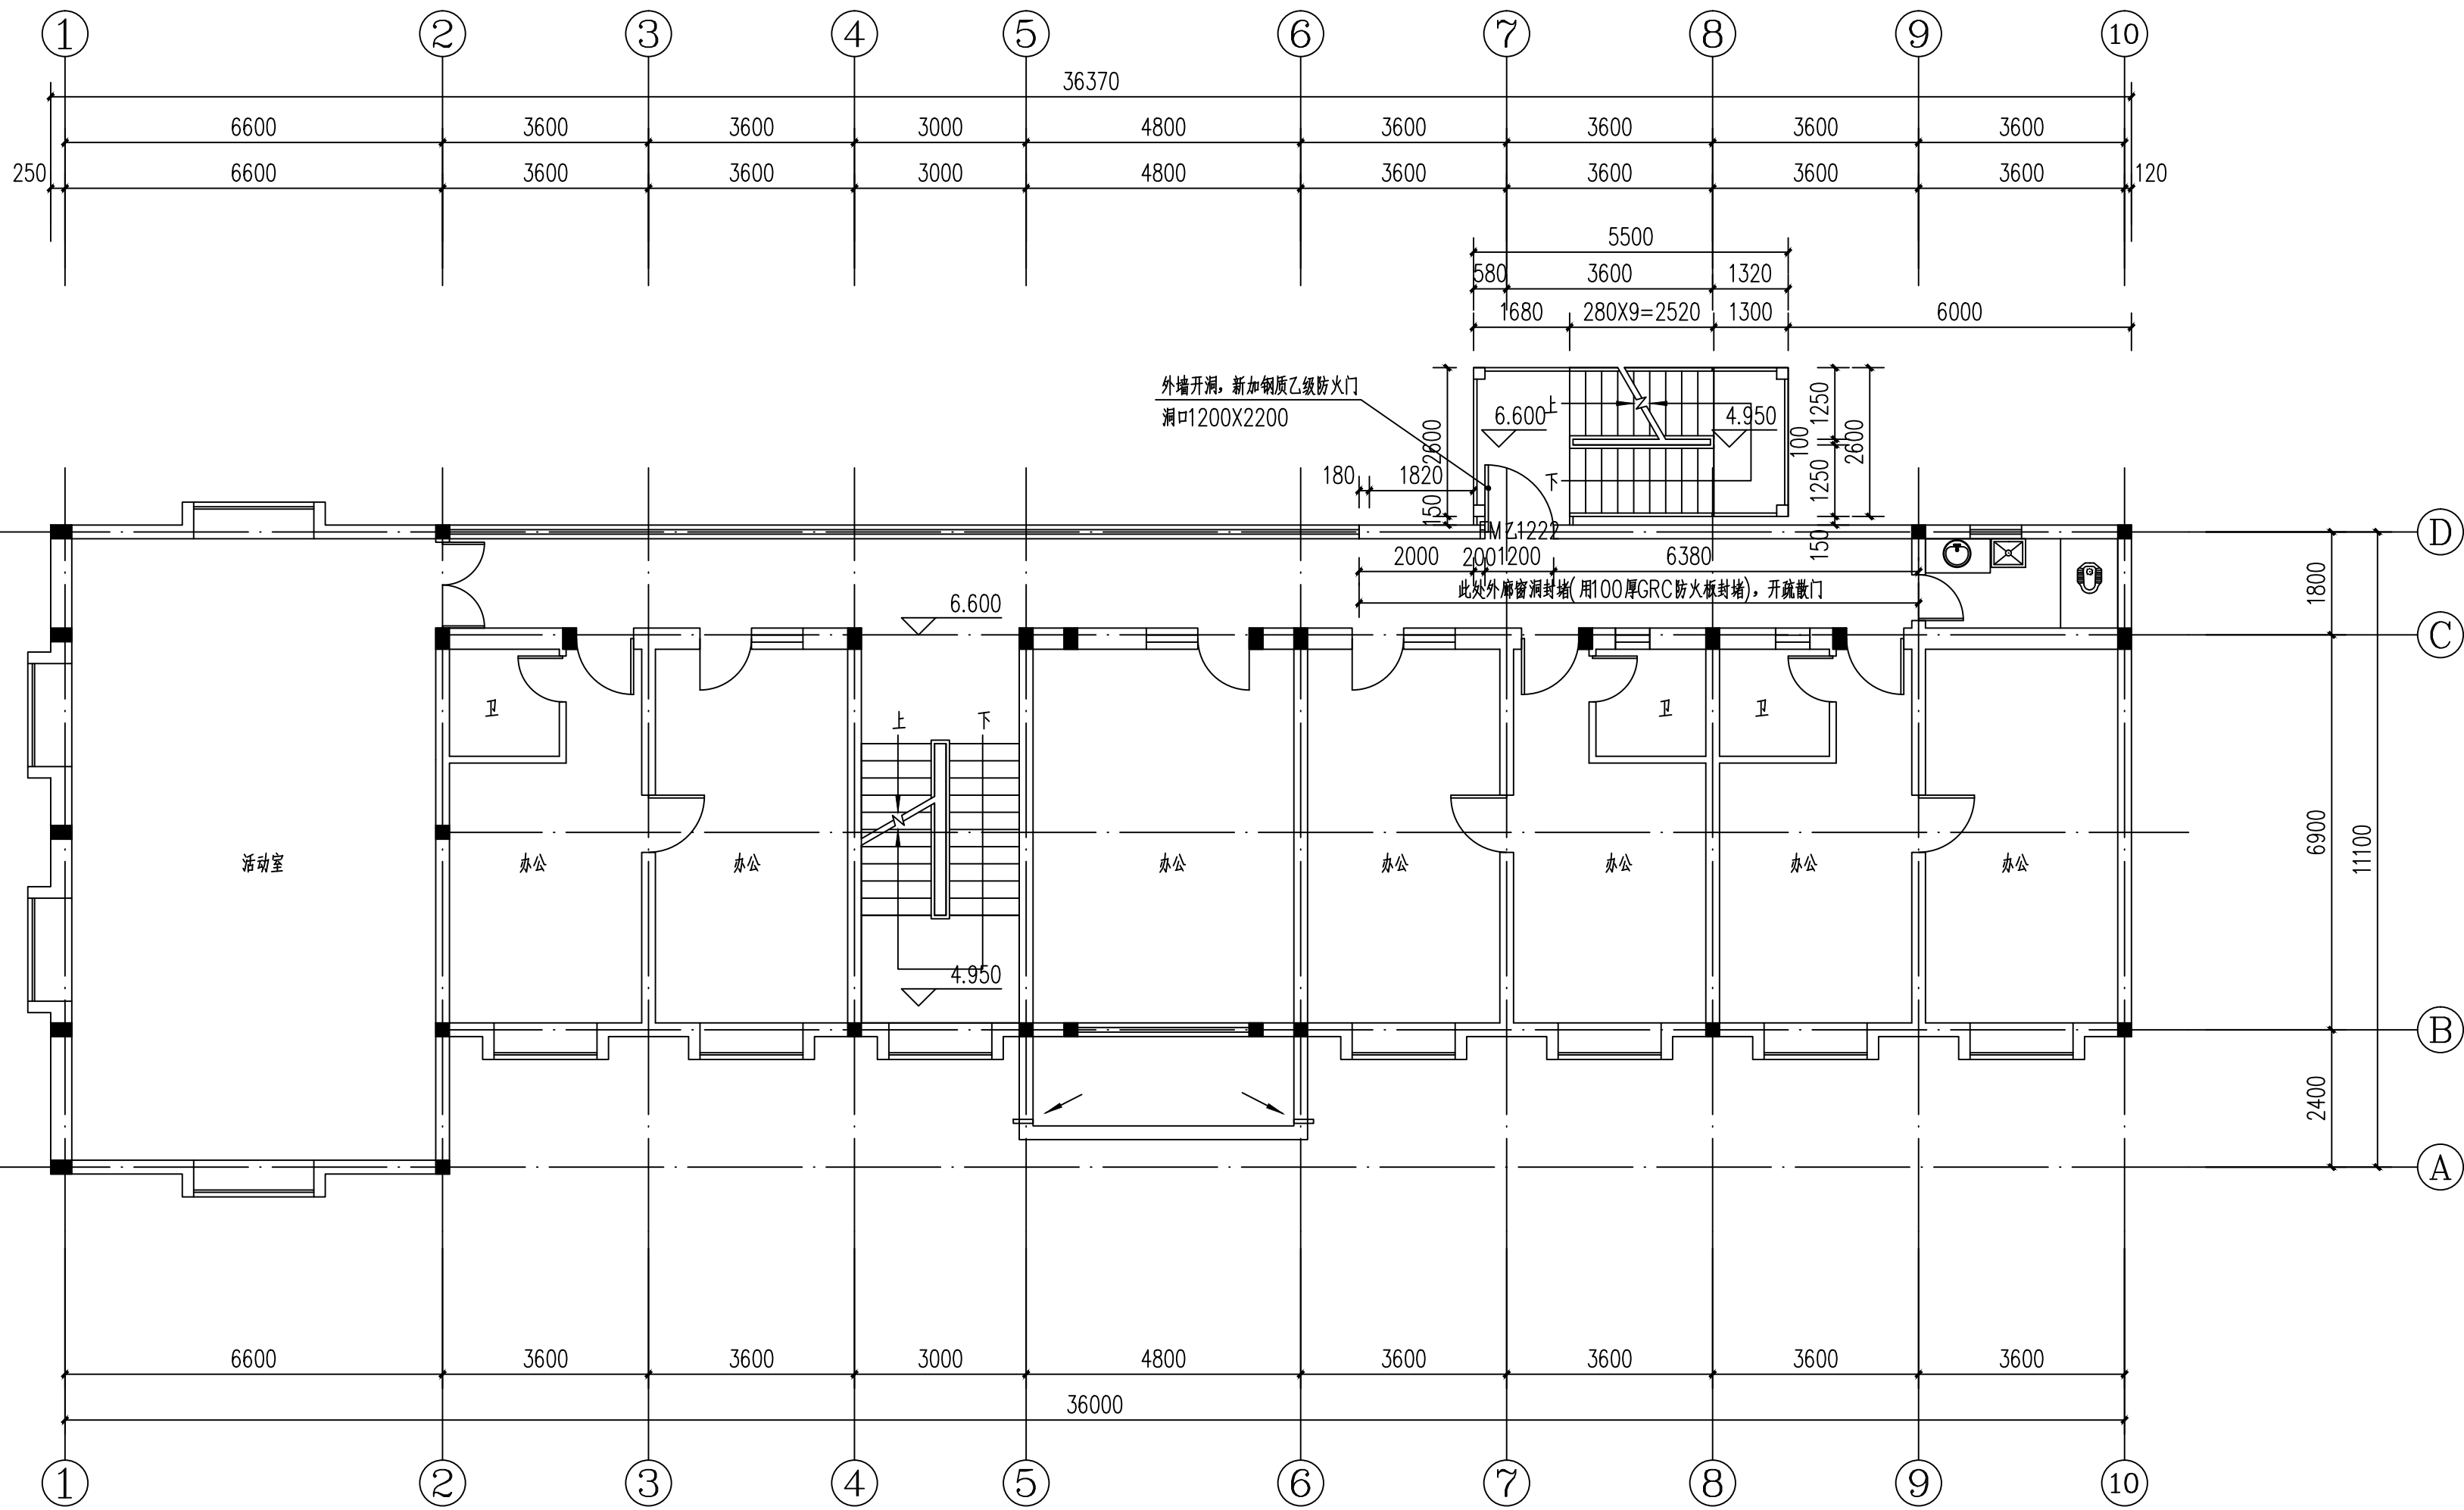 1 2 3 4 5 6 7 8 9 10
36370
6600 3600 3600 3000 4800 3600 3600 3600 3600
250 6600 3600 3600 3000 4800 3600 3600 3600 3600 120
5500
580 3600 1320
1680 280X9=2520 1300 6000
外墙开洞，新加钢质乙级防火门
洞口1200X2200
6.600 上 4.950
下
2600 150
1250 100 1250 150
2600
180 1820
FM乙1222
D
2000 200 1200 6380
此处外廊窗洞封堵(用100厚GRC防火板封堵)，开疏散门
6.600
1800
C
卫 卫 卫
上 下
活动室 办公 办公 办公 办公 办公 办公 办公
6900
11100
4.950
B
2400
A
6600 3600 3600 3000 4800 3600 3600 3600 3600
36000
1 2 3 4 5 6 7 8 9 10